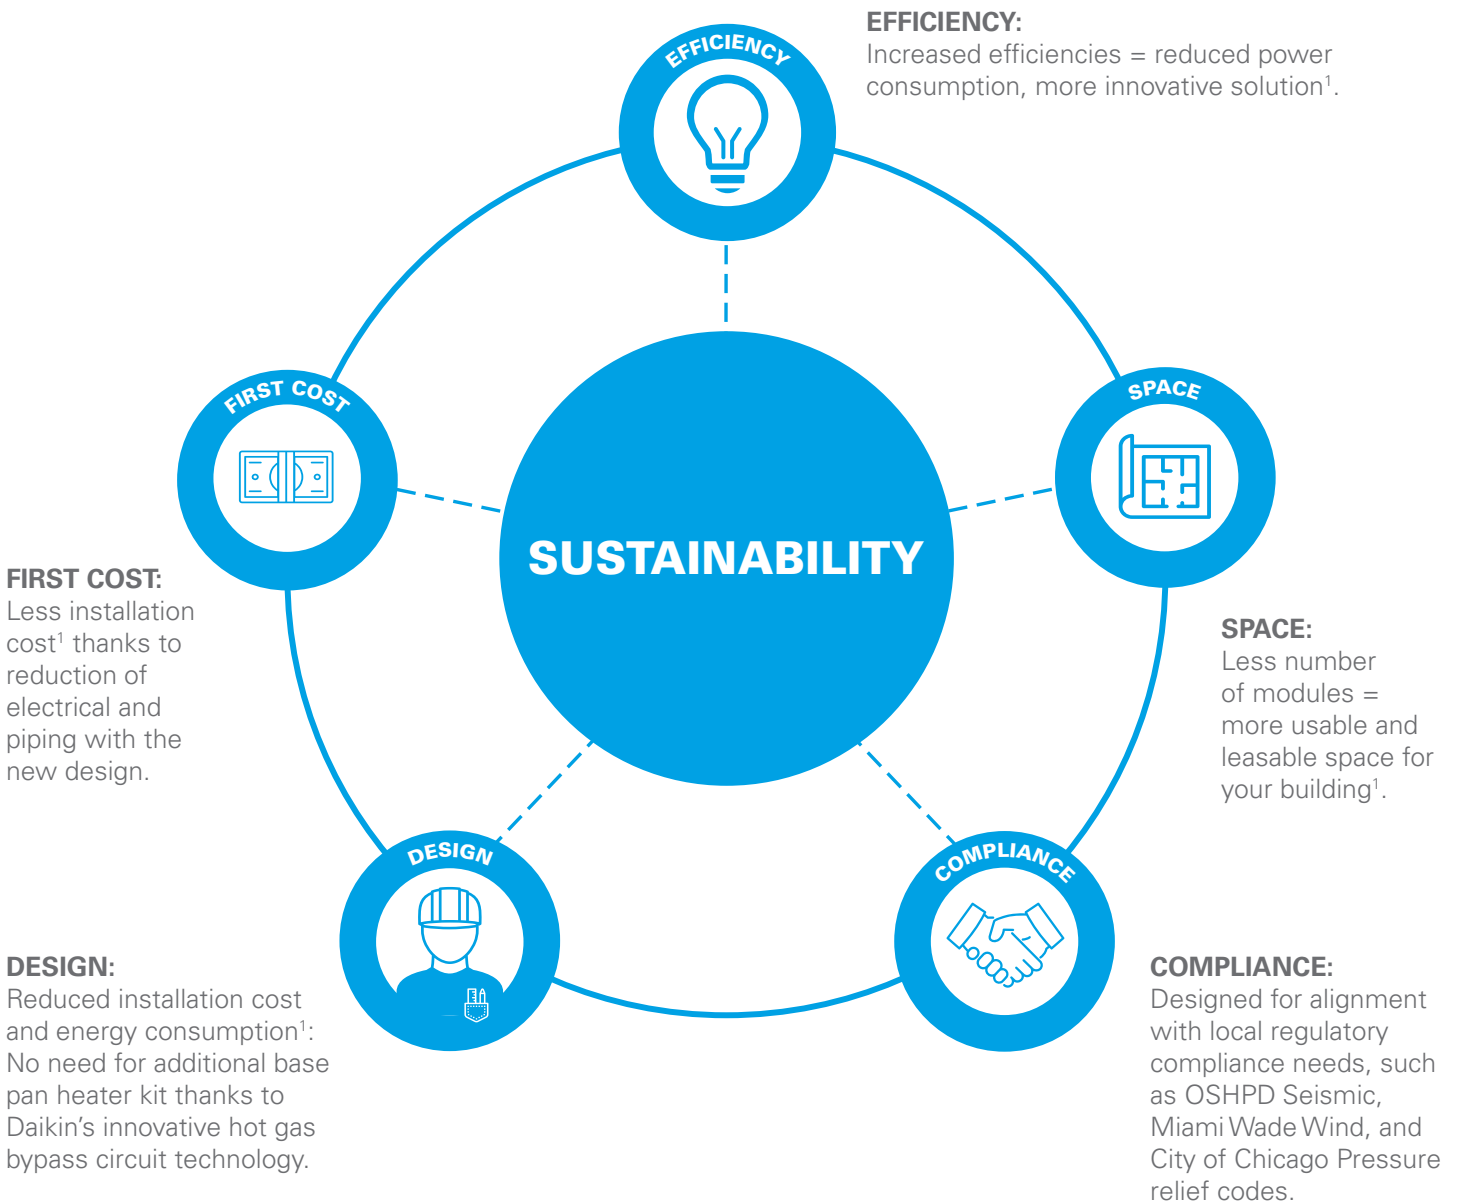 EFFICIENCY:
Increased efficiencies = reduced power
consumption, more innovative solution¹.
EFFICIENCY
FIRST COST
SPACE
SUSTAINABILITY
FIRST COST:
Less installation
cost¹ thanks to
reduction of
electrical and
piping with the
new design.
SPACE:
Less number
of modules =
more usable and
leasable space for
your building¹.
DESIGN
COMPLIANCE
DESIGN:
Reduced installation cost
and energy consumption¹:
No need for additional base
pan heater kit thanks to
Daikin’s innovative hot gas
bypass circuit technology.
COMPLIANCE:
Designed for alignment
with local regulatory
compliance needs, such
as OSHPD Seismic,
Miami Wade Wind, and
City of Chicago Pressure
relief codes.